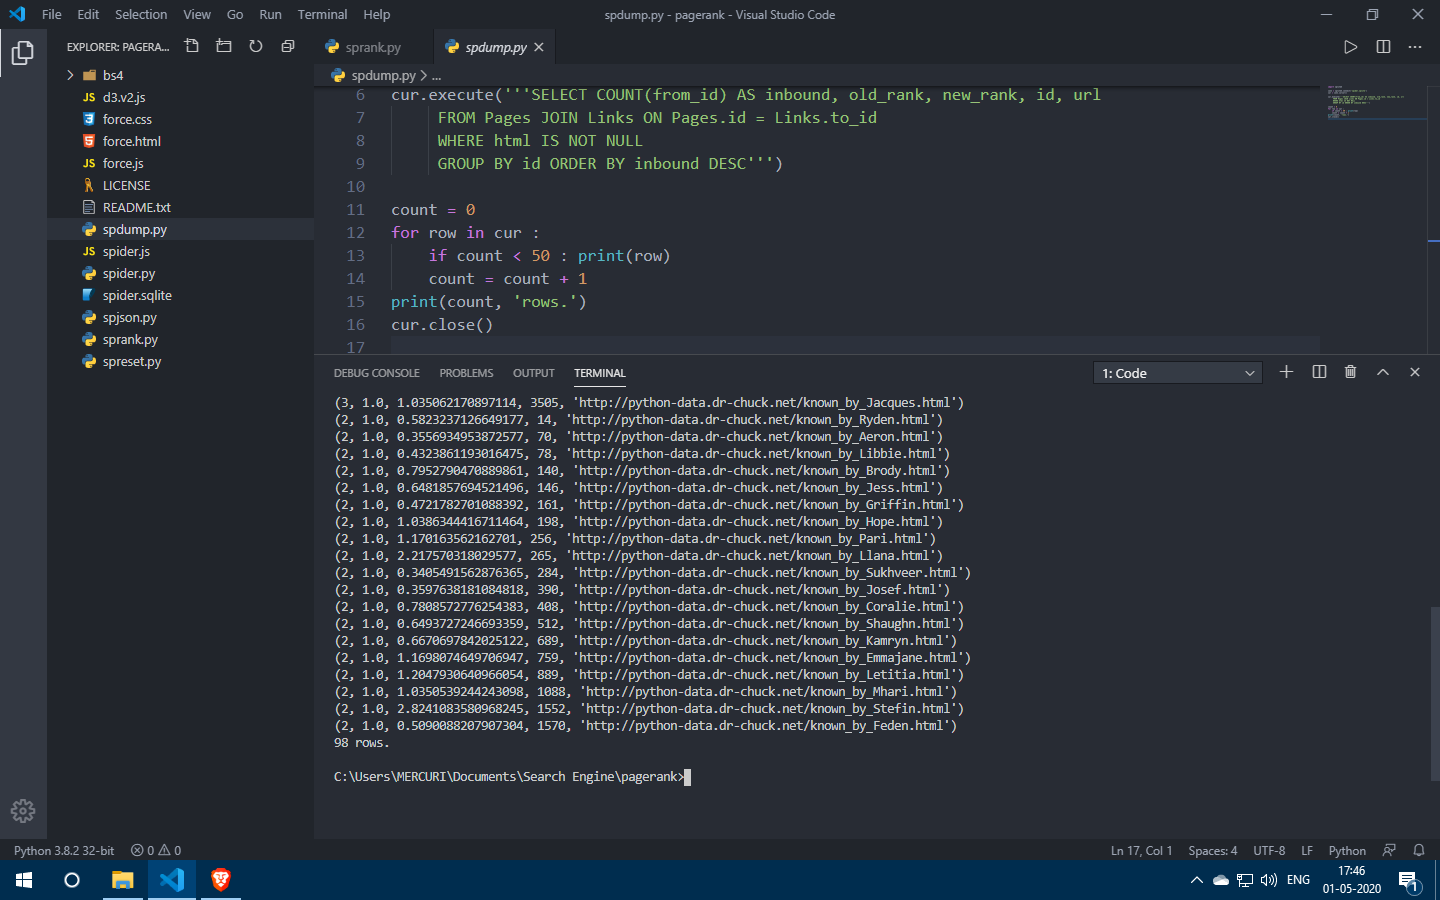 File Edit Selection View Go Run Terminal Help
spdump.py - pagerank - Visual Studio Code
EXPLORER: PAGERA...
bs4
JS d3.v2.js
force.css
force.html
JS force.js
LICENSE
README.txt
spdump.py
JS spider.js
spider.py
spider.sqlite
spjson.py
sprank.py
spreset.py
sprank.py
spdump.py
spdump.py > ...
6 cur.execute('''SELECT COUNT(from_id) AS inbound, old_rank, new_rank, id, url
7 FROM Pages JOIN Links ON Pages.id = Links.to_id
8 WHERE html IS NOT NULL
9 GROUP BY id ORDER BY inbound DESC''')
10
11 count = 0
12 for row in cur :
13 if count < 50 : print(row)
14 count = count + 1
15 print(count, 'rows.')
16 cur.close()
17
DEBUG CONSOLE PROBLEMS OUTPUT TERMINAL
1: Code
(3, 1.0, 1.035062170897114, 3505, 'http://python-data.dr-chuck.net/known_by_Jacques.html')
(2, 1.0, 0.5823237126649177, 14, 'http://python-data.dr-chuck.net/known_by_Ryden.html')
(2, 1.0, 0.3556934953872577, 70, 'http://python-data.dr-chuck.net/known_by_Aeron.html')
(2, 1.0, 0.4323861193016475, 78, 'http://python-data.dr-chuck.net/known_by_Libbie.html')
(2, 1.0, 0.7952790470889861, 140, 'http://python-data.dr-chuck.net/known_by_Brody.html')
(2, 1.0, 0.6481857694521496, 146, 'http://python-data.dr-chuck.net/known_by_Jess.html')
(2, 1.0, 0.4721782701088392, 161, 'http://python-data.dr-chuck.net/known_by_Griffin.html')
(2, 1.0, 1.0386344416711464, 198, 'http://python-data.dr-chuck.net/known_by_Hope.html')
(2, 1.0, 1.170163562162701, 256, 'http://python-data.dr-chuck.net/known_by_Pari.html')
(2, 1.0, 2.217570318029577, 265, 'http://python-data.dr-chuck.net/known_by_Llana.html')
(2, 1.0, 0.3405491562876365, 284, 'http://python-data.dr-chuck.net/known_by_Sukhveer.html')
(2, 1.0, 0.3597638181084818, 390, 'http://python-data.dr-chuck.net/known_by_Josef.html')
(2, 1.0, 0.7808572776254383, 408, 'http://python-data.dr-chuck.net/known_by_Coralie.html')
(2, 1.0, 0.6493727246693359, 512, 'http://python-data.dr-chuck.net/known_by_Shaughn.html')
(2, 1.0, 0.6670697842025122, 689, 'http://python-data.dr-chuck.net/known_by_Kamryn.html')
(2, 1.0, 1.1698074649706947, 759, 'http://python-data.dr-chuck.net/known_by_Emmajane.html')
(2, 1.0, 1.2047930640966054, 889, 'http://python-data.dr-chuck.net/known_by_Letitia.html')
(2, 1.0, 1.0350539244243098, 1088, 'http://python-data.dr-chuck.net/known_by_Mhari.html')
(2, 1.0, 2.8241083580968245, 1552, 'http://python-data.dr-chuck.net/known_by_Stefin.html')
(2, 1.0, 0.5090088207907304, 1570, 'http://python-data.dr-chuck.net/known_by_Feden.html')
98 rows.
C:\Users\MERCURI\Documents\Search Engine\pagerank>
Python 3.8.2 32-bit 0 0
Ln 17, Col 1 Spaces: 4 UTF-8 LF Python
ENG
17:46
01-05-2020
1